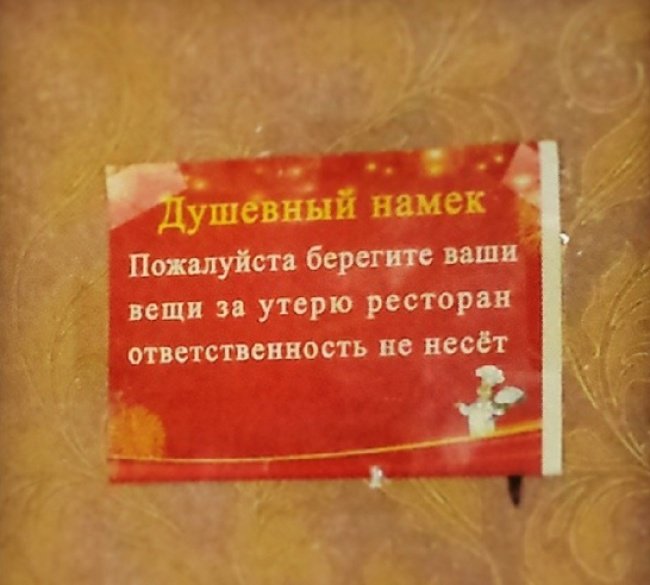 Душевный намек
Пожалуйста берегите ваши
вещи за утерю ресторан
ответственность не несёт